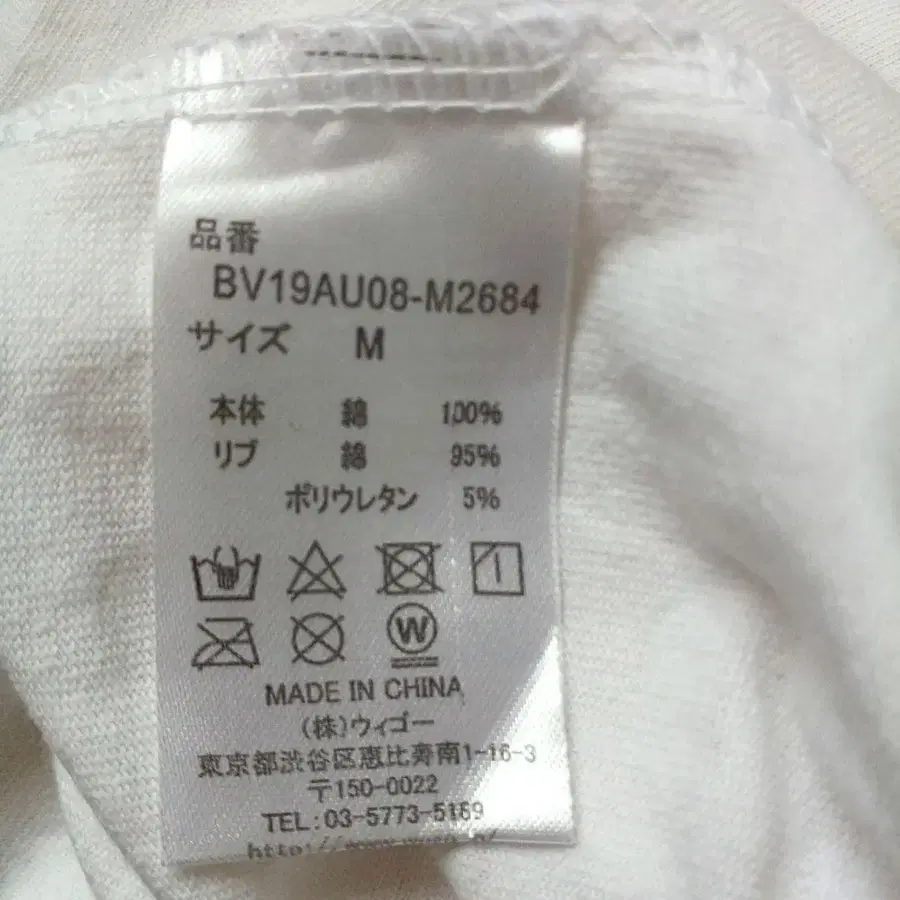 品番
BV19AU08-M2684
サイズ M
本体 綿 100%
リブ 綿 95%
ポリウレタン 5%
W
MADE IN CHINA
(株)ウィゴー
東京都渋谷区恵比寿南1-16-3
〒150-0022
TEL:03-5773-5169